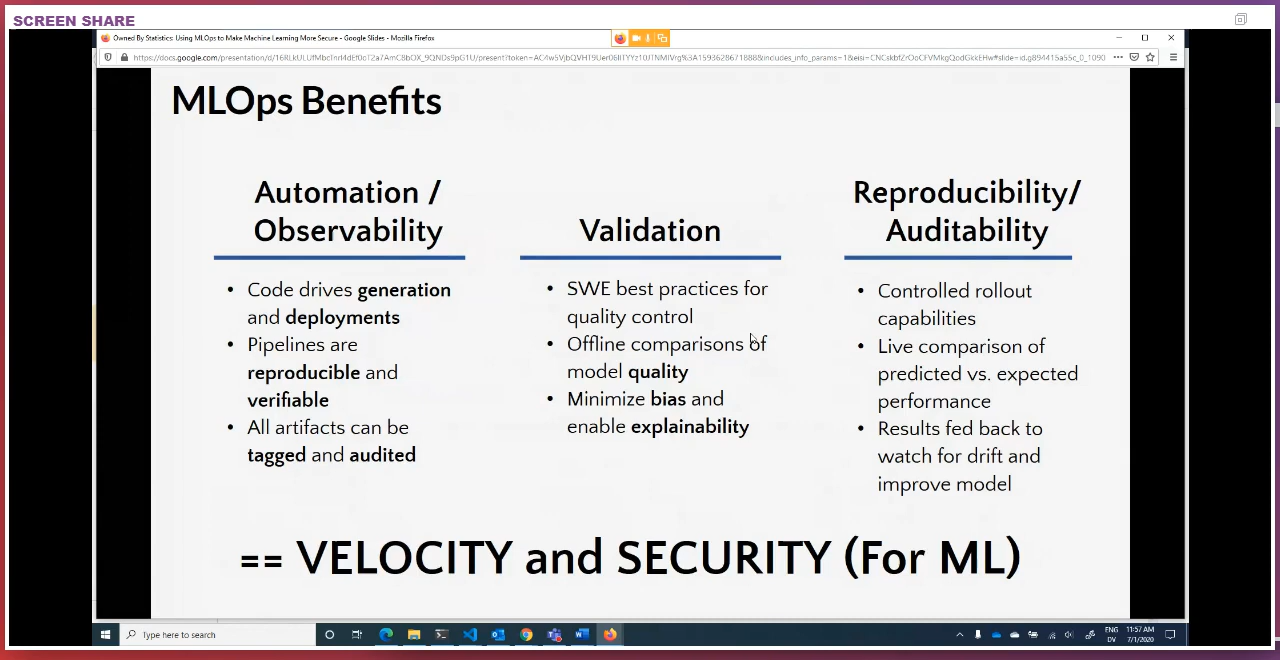 SCREEN SHARE
Owned By Statistics: Using MLOps to Make Machine Learning More Secure - Google Slides - Mozilla Firefox
MLOps Benefits
Automation /
Observability
Code drives generation
and deployments
Pipelines are
reproducible and
verifiable
All artifacts can be
tagged and audited
Validation
SWE best practices for
quality control
Offline comparisons of
model quality
Minimize bias and
enable explainability
Reproducibility/
Auditability
Controlled rollout
capabilities
Live comparison of
predicted vs. expected
performance
Results fed back to
watch for drift and
improve model
== VELOCITY and SECURITY (For ML)
Type here to search
ENG
DV
11:57 AM
7/1/2020